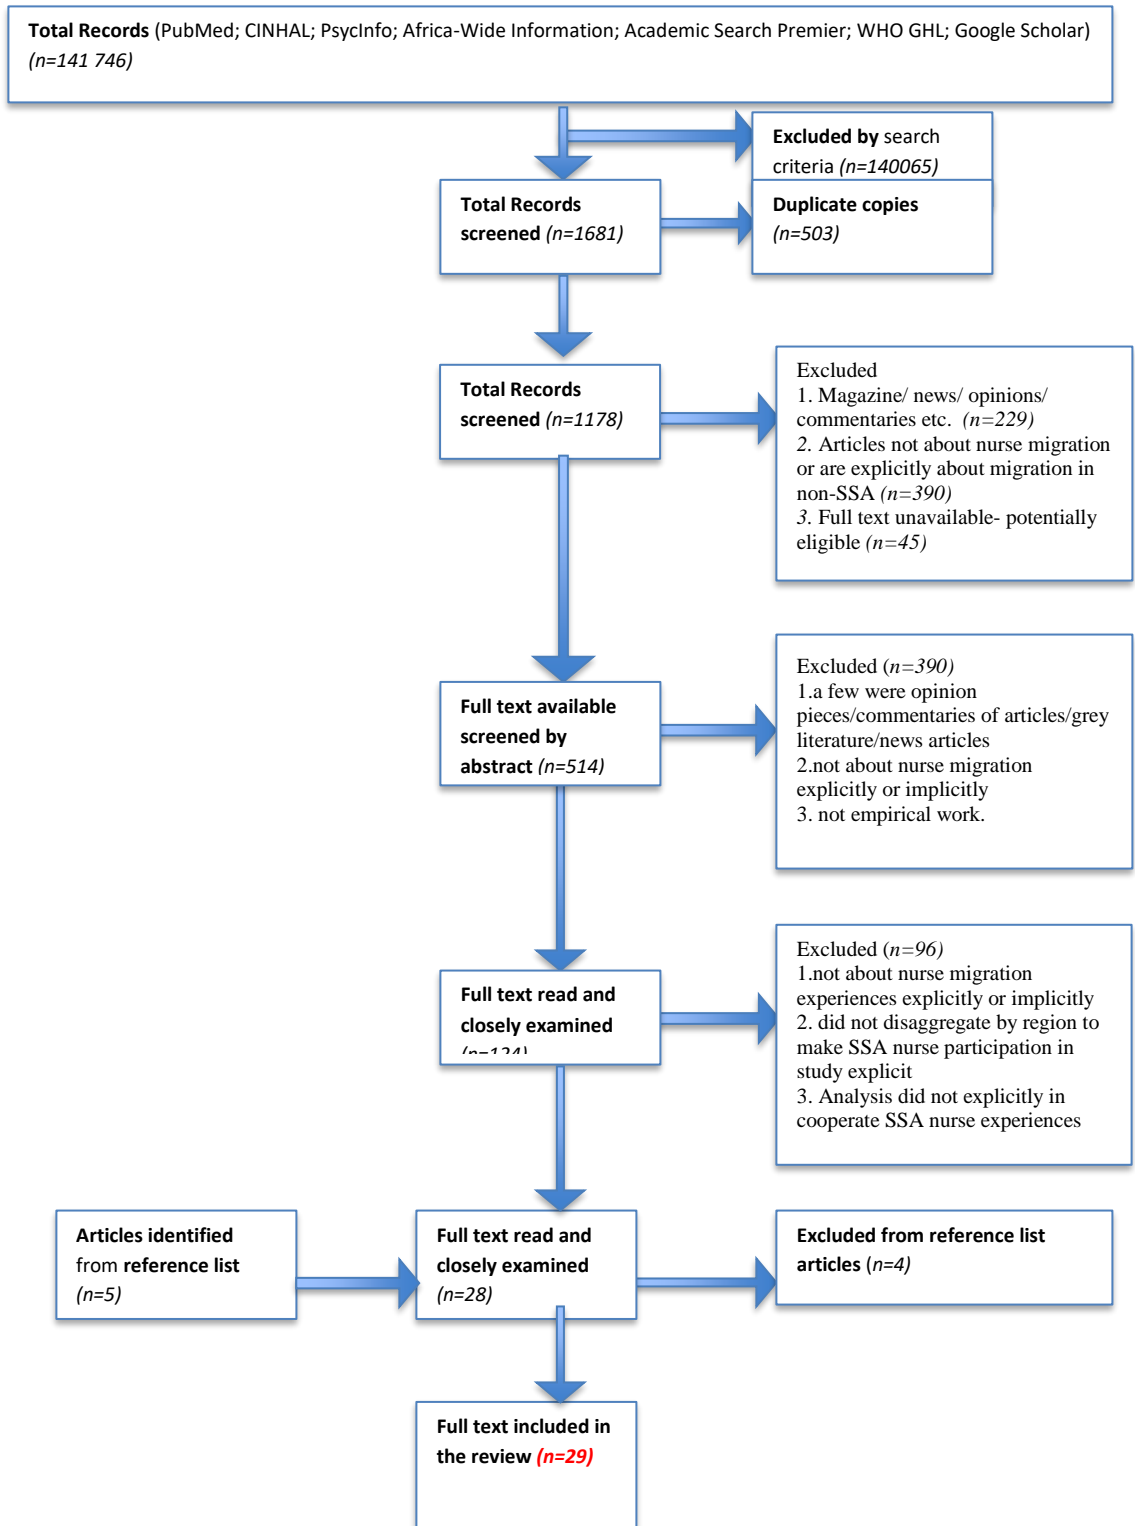 Total Records (PubMed; CINHAL; PsycInfo; Africa-Wide Information; Academic Search Premier; WHO GHL; Google Scholar)
(n=141 746)
Excluded by search
criteria (n=140065)
Total Records
screened (n=1681)
Duplicate copies
(n=503)
Total Records
screened (n=1178)
Excluded
1. Magazine/ news/ opinions/
commentaries etc. (n=229)
2. Articles not about nurse migration
or are explicitly about migration in
non-SSA (n=390)
3. Full text unavailable- potentially
eligible (n=45)
Full text available
screened by
abstract (n=514)
Excluded (n=390)
1.a few were opinion
pieces/commentaries of articles/grey
literature/news articles
2.not about nurse migration
explicitly or implicitly
3. not empirical work.
Full text read and
closely examined
(n=124)
Excluded (n=96)
1.not about nurse migration
experiences explicitly or implicitly
2. did not disaggregate by region to
make SSA nurse participation in
study explicit
3. Analysis did not explicitly in
cooperate SSA nurse experiences
Articles identified
from reference list
(n=5)
Full text read and
closely examined
(n=28)
Excluded from reference list
articles (n=4)
Full text included in
the review (n=29)